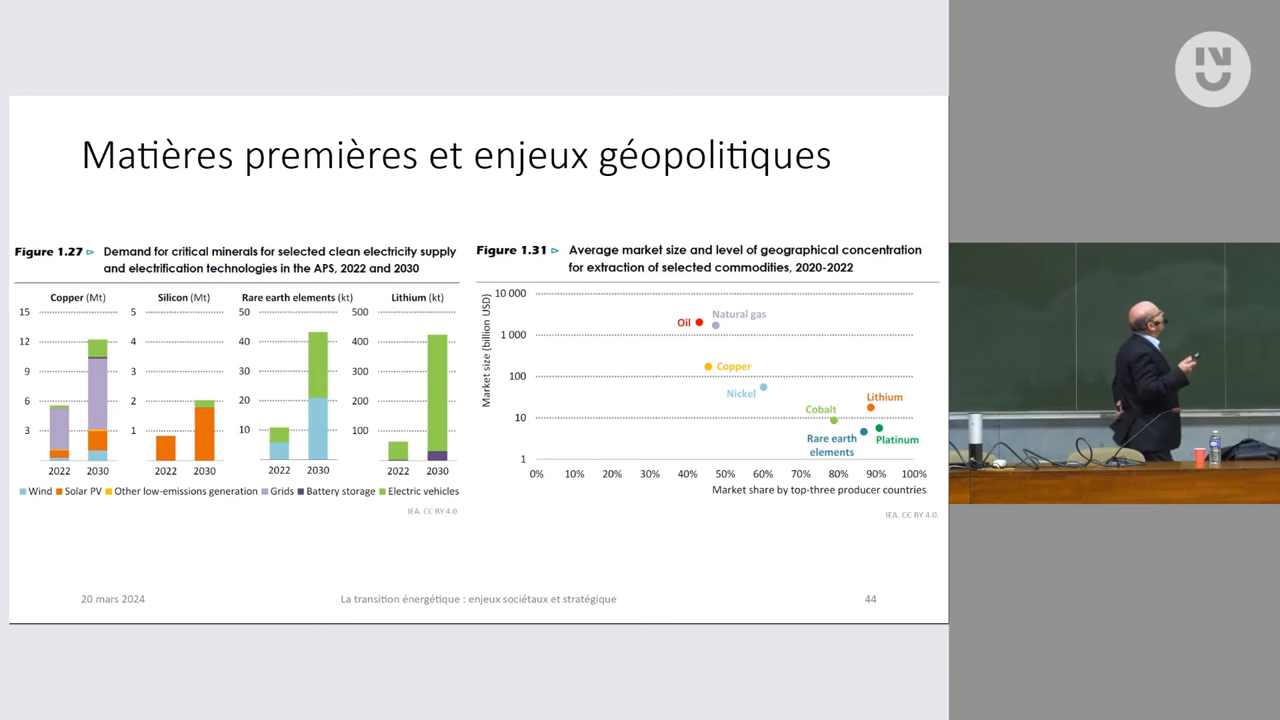 INU
Matières premières et enjeux géopolitiques
Figure 1.27 ▷ Demand for critical minerals for selected clean electricity supply
and electrification technologies in the APS, 2022 and 2030
Copper (Mt)
15
12
9
6
3
2022 2030
Silicon (Mt)
5
4
3
2
1
2022 2030
Rare earth elements (kt)
50
40
30
20
10
2022 2030
Lithium (kt)
500
400
300
200
100
2022 2030
Wind Solar PV Other low-emissions generation Grids Battery storage Electric vehicles
IEA. CC BY 4.0.
Figure 1.31 ▷ Average market size and level of geographical concentration
for extraction of selected commodities, 2020-2022
Market size (billion USD)
10 000
1 000
100
10
1
Oil
Natural gas
Copper
Nickel
Lithium
Cobalt
Rare earth
elements
Platinum
0% 10% 20% 30% 40% 50% 60% 70% 80% 90% 100%
Market share by top-three producer countries
IEA. CC BY 4.0.
20 mars 2024
La transition énergétique : enjeux sociétaux et stratégique
44